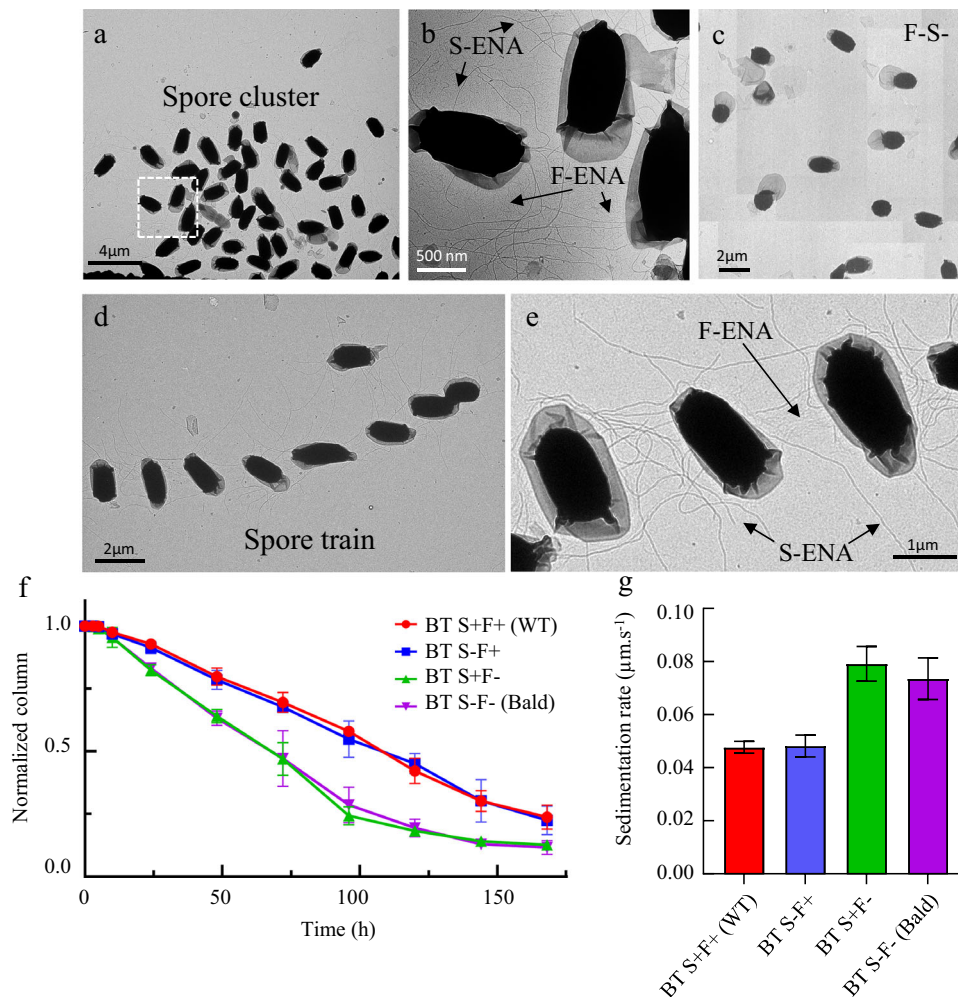 a
Spore cluster
4μm
b
S-ENA
F-ENA
500 nm
c
F-S-
2μm
d
Spore train
2μm
e
F-ENA
S-ENA
1μm
f
Normalized column
1.0
0.5
0.0
0
50
100
150
Time (h)
BT S+F+ (WT)
BT S-F+
BT S+F-
BT S-F- (Bald)
g
Sedimentation rate (μm.s⁻¹)
0.10
0.08
0.06
0.04
0.02
0.00
BT S+F+ (WT)
BT S-F+
BT S+F-
BT S-F- (Bald)